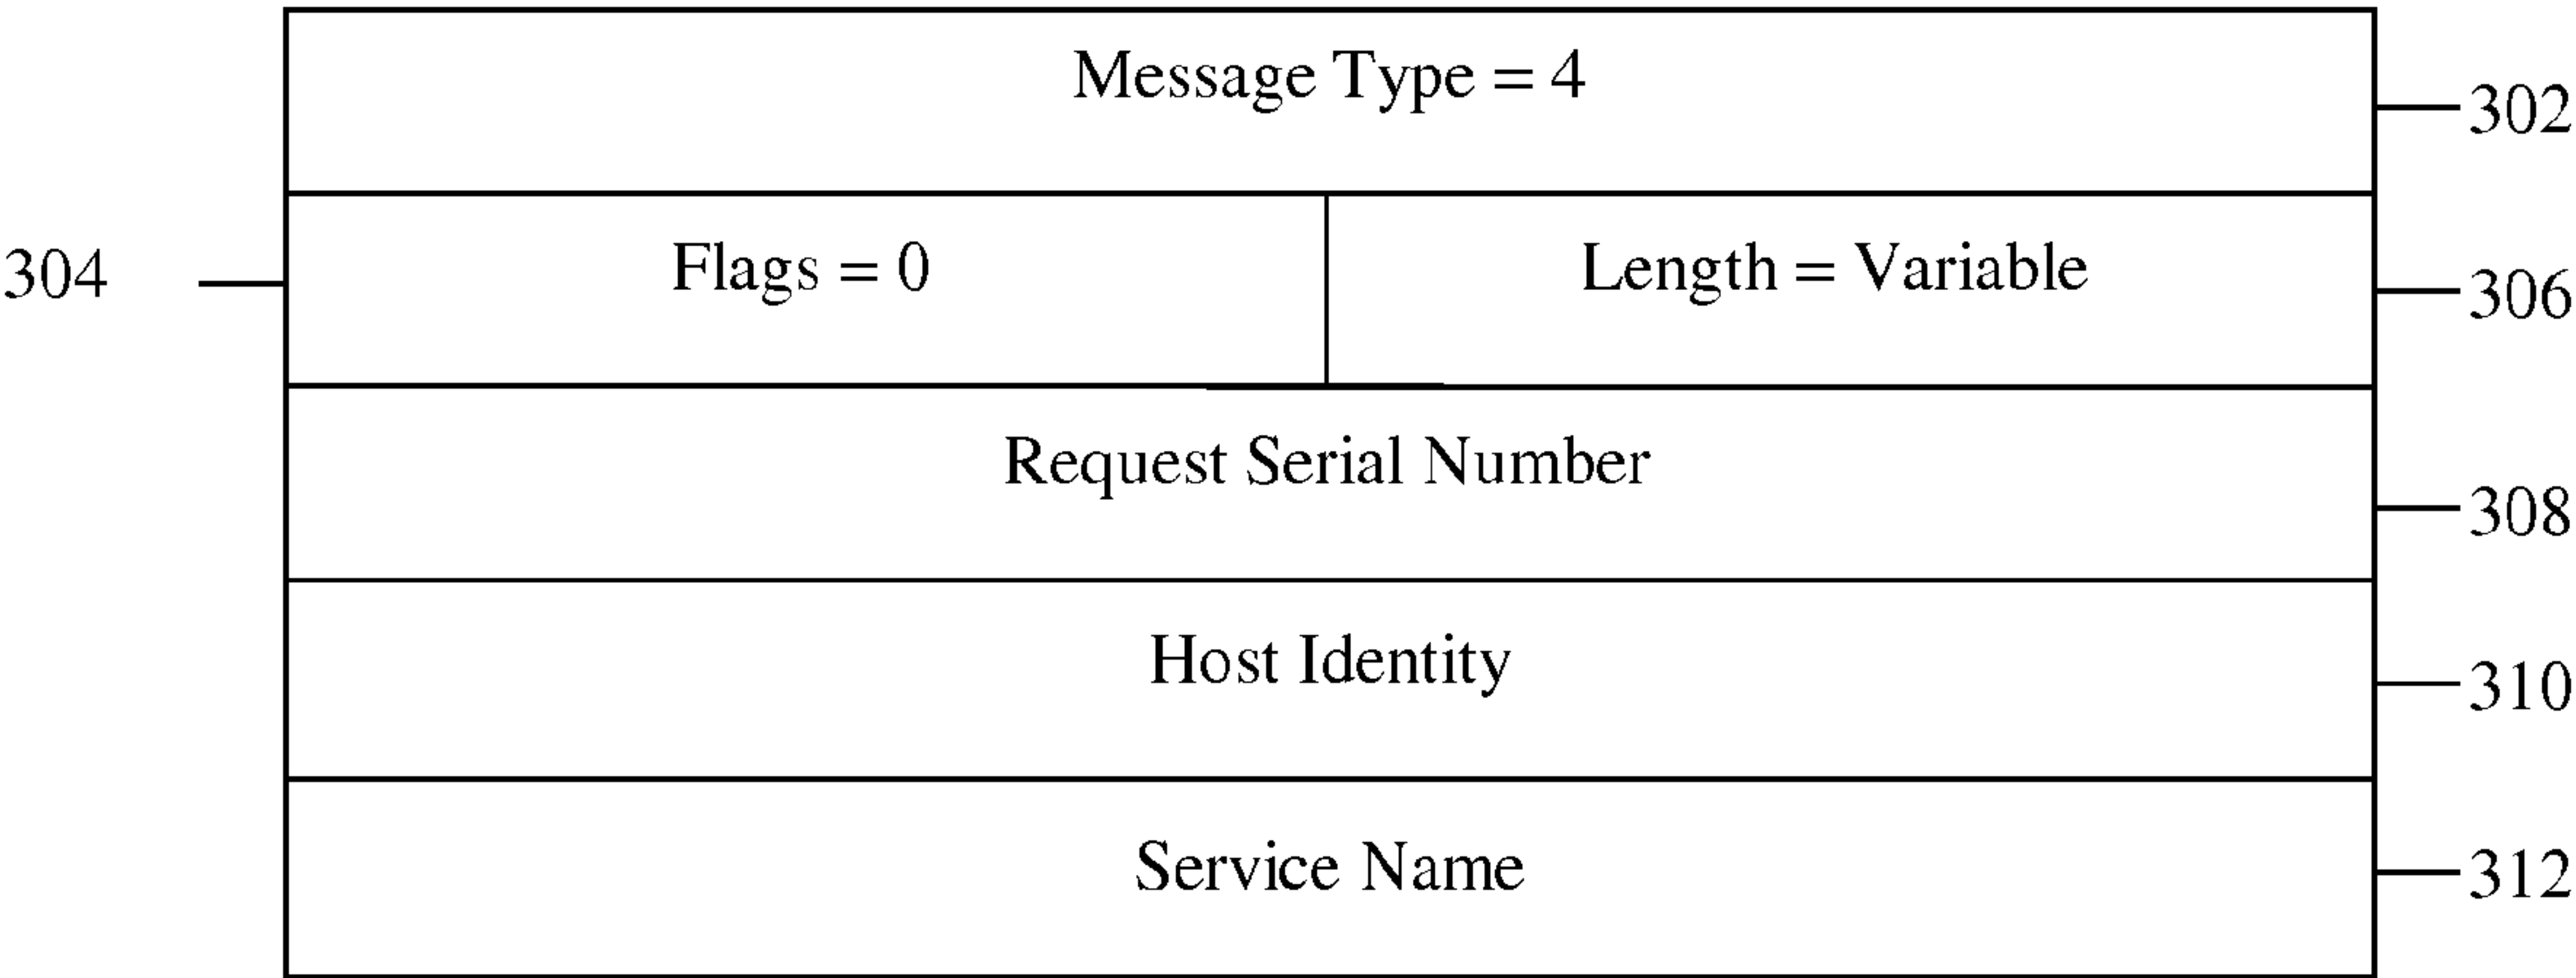 Message Type = 4
302
304
Flags = 0
Length = Variable
306
Request Serial Number
308
Host Identity
310
Service Name
312